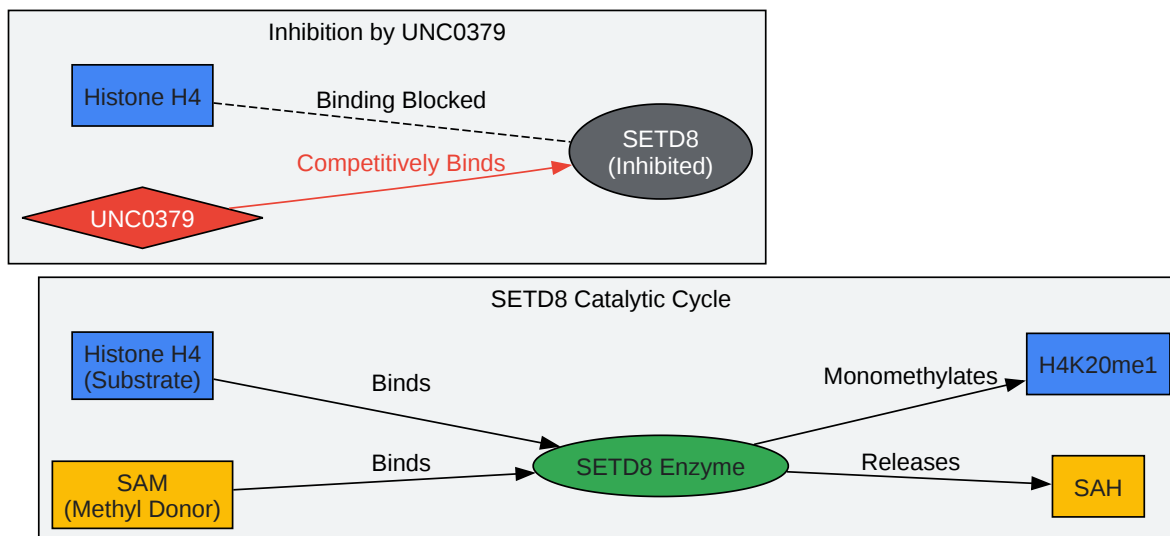 Inhibition by UNC0379
Histone H4
Binding Blocked
SETD8
(Inhibited)
Competitively Binds
UNC0379
SETD8 Catalytic Cycle
Histone H4
(Substrate)
Binds
Monomethylates
H4K20me1
SAM
(Methyl Donor)
Binds
SETD8 Enzyme
Releases
SAH